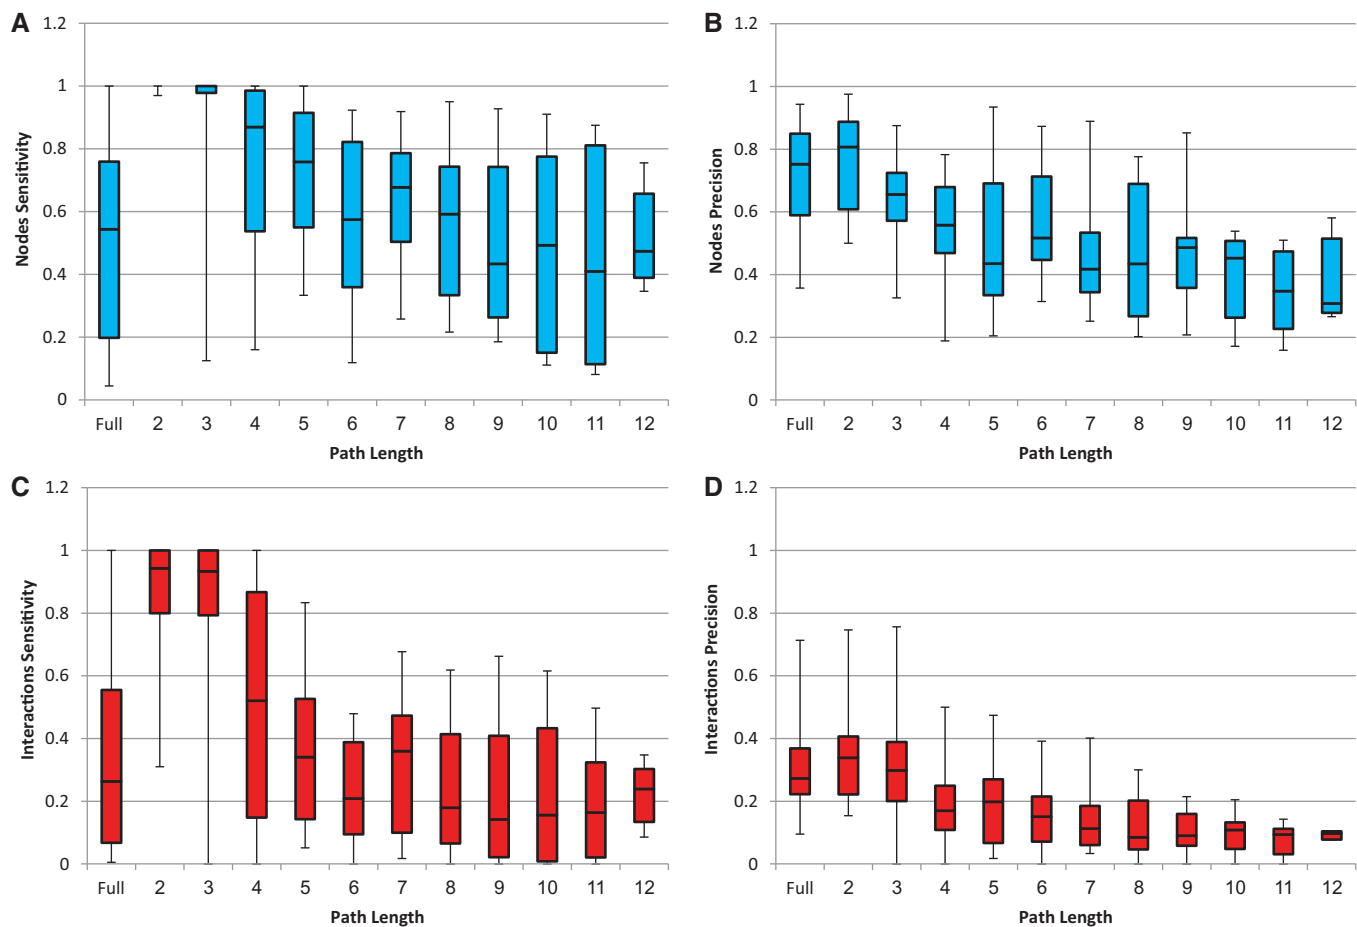 A
1.2
1
0.8
0.6
0.4
0.2
0
Nodes Sensitivity
Full 2 3 4 5 6 7 8 9 10 11 12
Path Length
B
1.2
1
0.8
0.6
0.4
0.2
0
Nodes Precision
Full 2 3 4 5 6 7 8 9 10 11 12
Path Length
C
1.2
1
0.8
0.6
0.4
0.2
0
Interactions Sensitivity
Full 2 3 4 5 6 7 8 9 10 11 12
Path Length
D
1.2
1
0.8
0.6
0.4
0.2
0
Interactions Precision
Full 2 3 4 5 6 7 8 9 10 11 12
Path Length